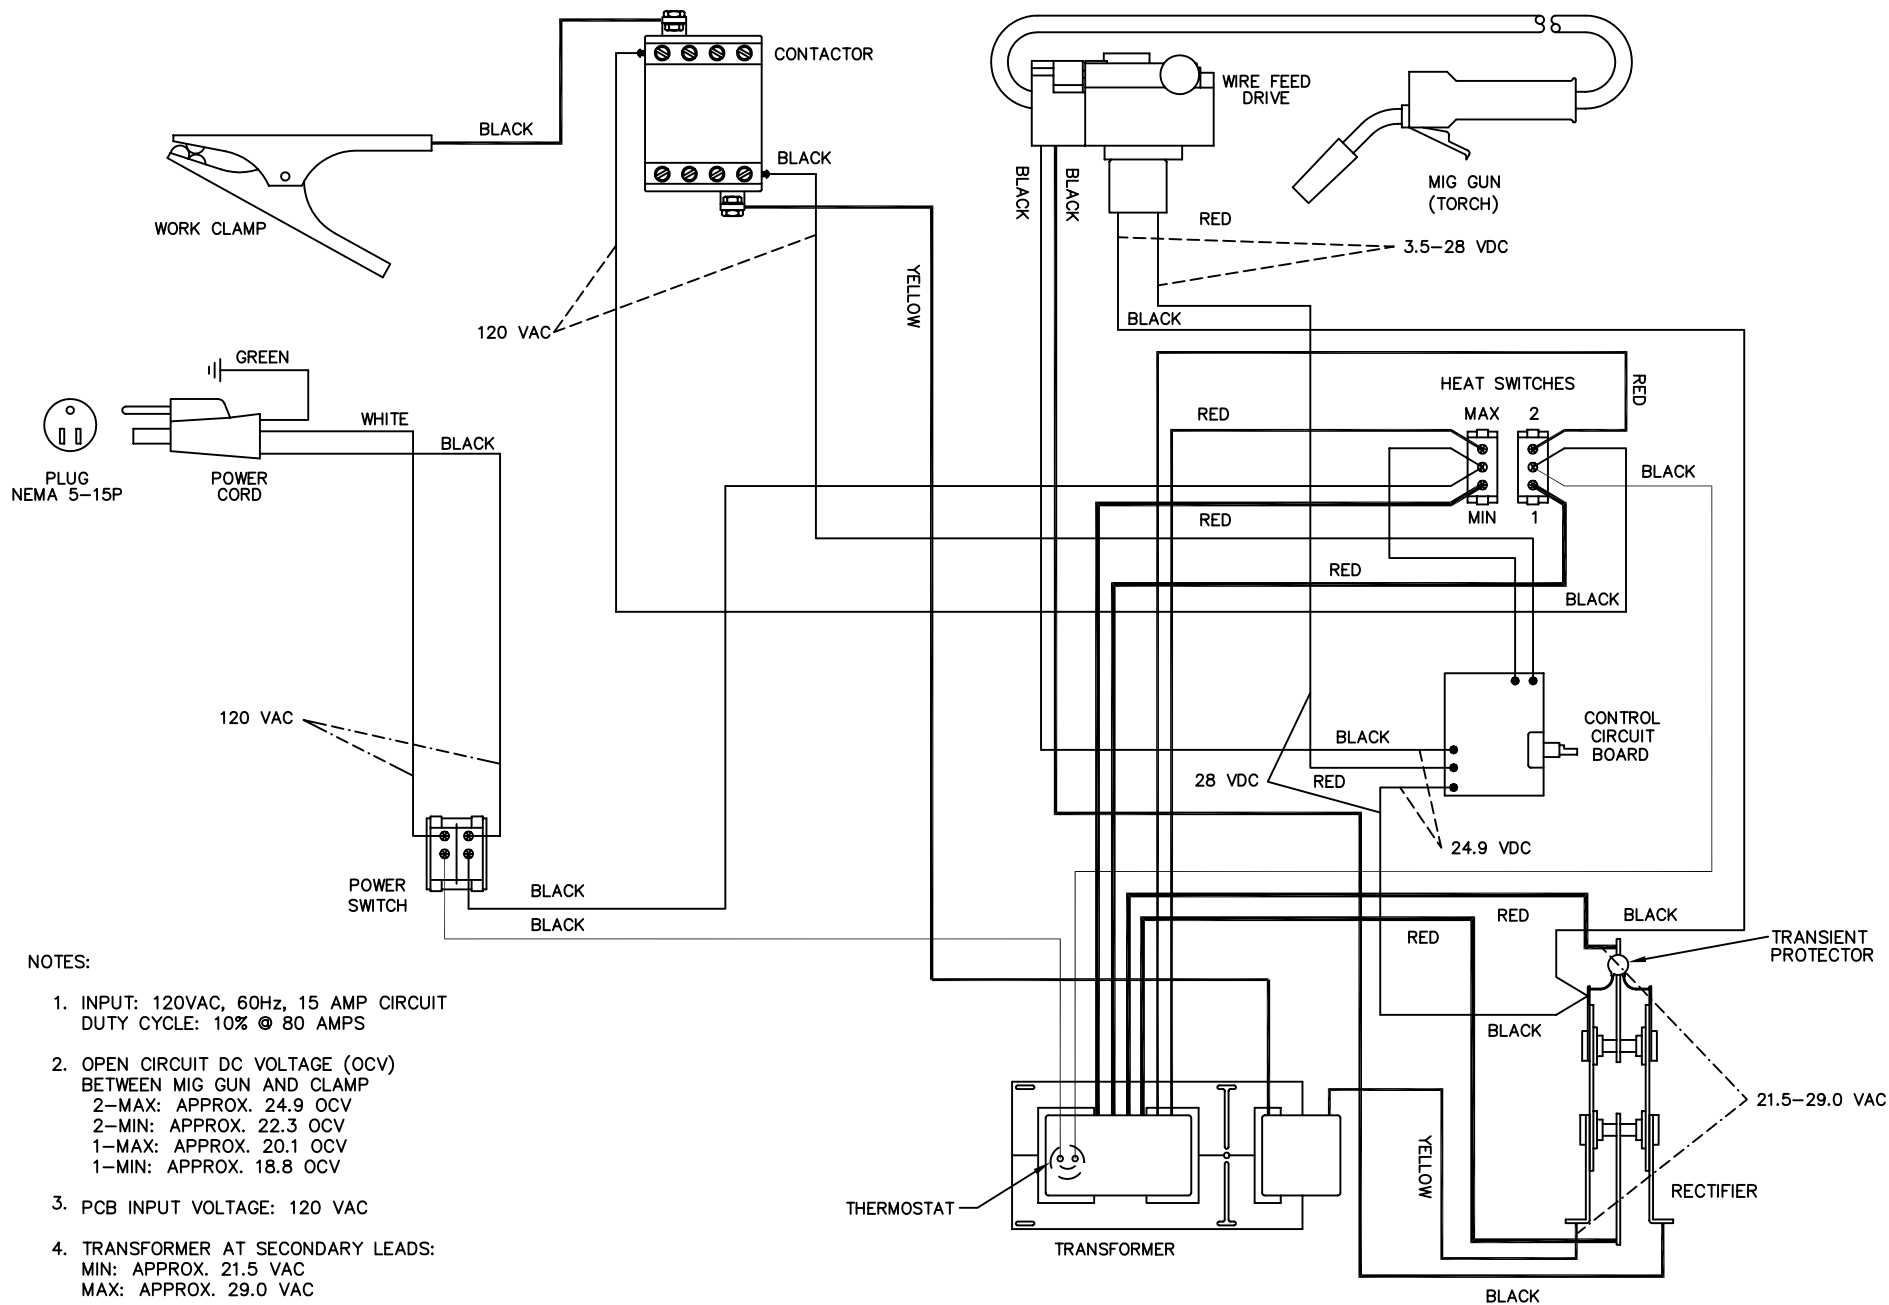 CONTACTOR
WIRE FEED
DRIVE
BLACK
BLACK
WORK CLAMP
BLACK
BLACK
MIG GUN
(TORCH)
RED
3.5-28 VDC
YELLOW
120 VAC
BLACK
GREEN
WHITE
BLACK
PLUG
NEMA 5-15P
POWER
CORD
HEAT SWITCHES
RED
RED
MAX
2
BLACK
RED
MIN
1
RED
BLACK
120 VAC
CONTROL
CIRCUIT
BOARD
BLACK
28 VDC
RED
24.9 VDC
POWER
SWITCH
BLACK
BLACK
RED
RED
BLACK
TRANSIENT
PROTECTOR
BLACK
21.5-29.0 VAC
YELLOW
RECTIFIER
THERMOSTAT
TRANSFORMER
BLACK
NOTES:
1. INPUT: 120VAC, 60Hz, 15 AMP CIRCUIT
DUTY CYCLE: 10% @ 80 AMPS
2. OPEN CIRCUIT DC VOLTAGE (OCV)
BETWEEN MIG GUN AND CLAMP
2-MAX: APPROX. 24.9 OCV
2-MIN: APPROX. 22.3 OCV
1-MAX: APPROX. 20.1 OCV
1-MIN: APPROX. 18.8 OCV
3. PCB INPUT VOLTAGE: 120 VAC
4. TRANSFORMER AT SECONDARY LEADS:
MIN: APPROX. 21.5 VAC
MAX: APPROX. 29.0 VAC